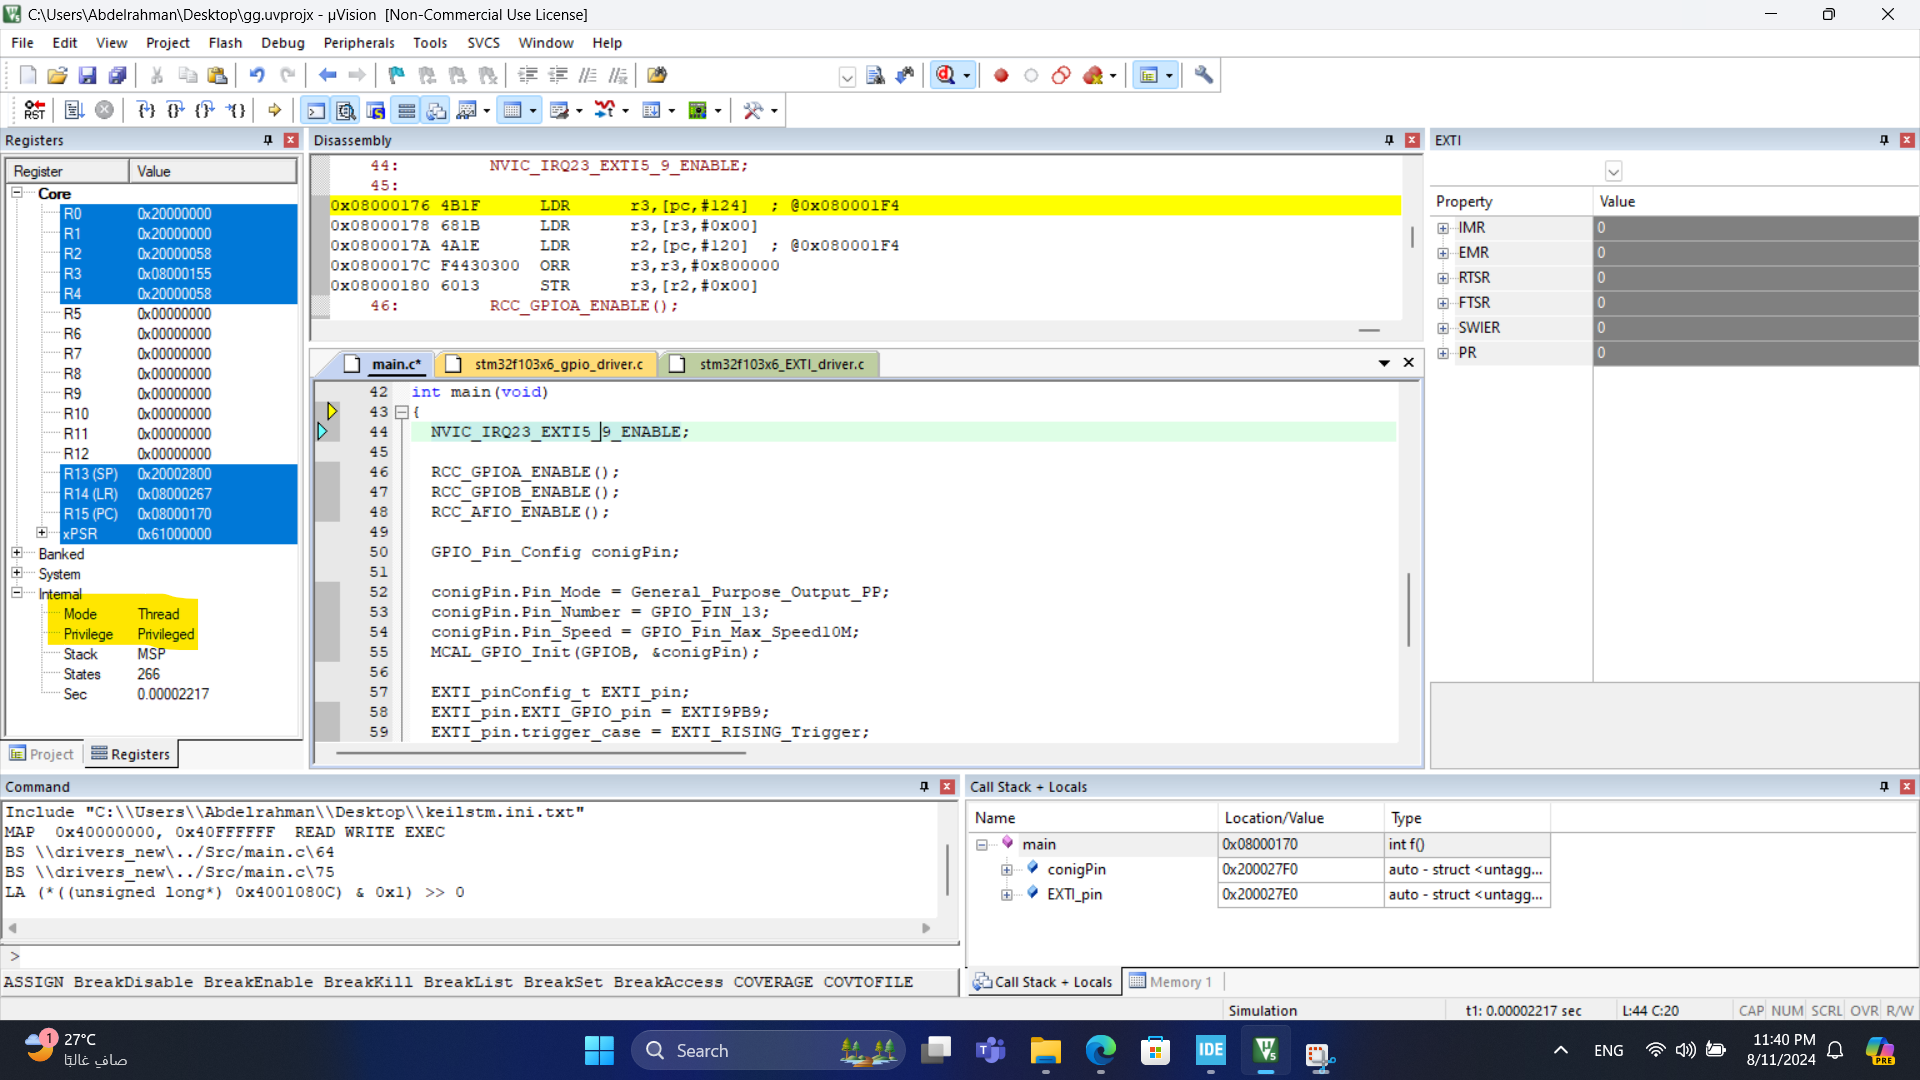 C:\Users\Abdelrahman\Desktop\gg.uvprojx - µVision  [Non-Commercial Use License]
File Edit View Project Flash Debug Peripherals Tools SVCS Window Help
RST
Registers
Register Value
Core
R0 0x20000000
R1 0x20000000
R2 0x20000058
R3 0x08000155
R4 0x20000058
R5 0x00000000
R6 0x00000000
R7 0x00000000
R8 0x00000000
R9 0x00000000
R10 0x00000000
R11 0x00000000
R12 0x00000000
R13 (SP) 0x20002800
R14 (LR) 0x08000267
R15 (PC) 0x08000170
xPSR 0x61000000
Banked
System
Internal
Mode Thread
Privilege Privileged
Stack MSP
States 266
Sec 0.00002217
Project Registers
Disassembly
44: NVIC_IRQ23_EXTI5_9_ENABLE;
45:
0x08000176 4B1F LDR r3,[pc,#124] ; @0x080001F4
0x08000178 681B LDR r3,[r3,#0x00]
0x0800017A 4A1E LDR r2,[pc,#120] ; @0x080001F4
0x0800017C F4430300 ORR r3,r3,#0x800000
0x08000180 6013 STR r3,[r2,#0x00]
46: RCC_GPIOA_ENABLE();
main.c* stm32f103x6_gpio_driver.c stm32f103x6_EXTI_driver.c
42 int main(void)
43 {
44 NVIC_IRQ23_EXTI5_9_ENABLE;
45
46 RCC_GPIOA_ENABLE();
47 RCC_GPIOB_ENABLE();
48 RCC_AFIO_ENABLE();
49
50 GPIO_Pin_Config conigPin;
51
52 conigPin.Pin_Mode = General_Purpose_Output_PP;
53 conigPin.Pin_Number = GPIO_PIN_13;
54 conigPin.Pin_Speed = GPIO_Pin_Max_Speed10M;
55 MCAL_GPIO_Init(GPIOB, &conigPin);
56
57 EXTI_pinConfig_t EXTI_pin;
58 EXTI_pin.EXTI_GPIO_pin = EXTI9PB9;
59 EXTI_pin.trigger_case = EXTI_RISING_Trigger;
EXTI
Property Value
IMR 0
EMR 0
RTSR 0
FTSR 0
SWIER 0
PR 0
Command
Include "C:\\Users\\Abdelrahman\\Desktop\\keilstm.ini.txt"
MAP  0x40000000, 0x40FFFFFF  READ WRITE EXEC
BS \\drivers_new\../Src/main.c\64
BS \\drivers_new\../Src/main.c\75
LA (*((unsigned long*) 0x4001080C) & 0x1) >> 0
>
ASSIGN BreakDisable BreakEnable BreakKill BreakList BreakSet BreakAccess COVERAGE COVTOFILE
Call Stack + Locals
Name Location/Value Type
main 0x08000170 int f()
conigPin 0x200027F0 auto - struct <untagg...
EXTI_pin 0x200027E0 auto - struct <untagg...
Call Stack + Locals Memory 1
Simulation t1: 0.00002217 sec L:44 C:20 CAP NUM SCRL OVR R/W
1
27°C
صافٍ غالبًا
Search
IDE
ENG
11:40 PM
8/11/2024
PRE